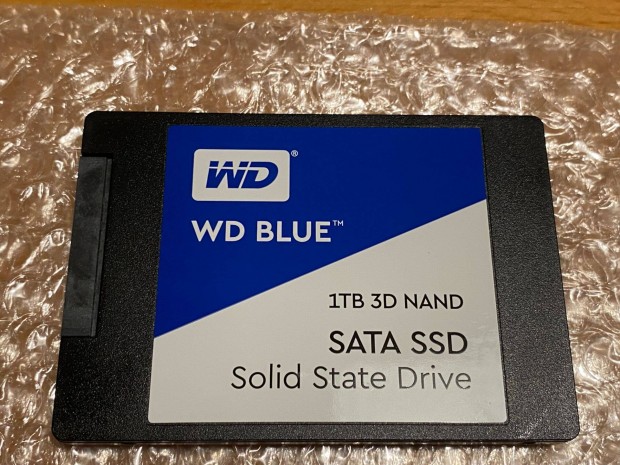 WD®
WD BLUE™
1TB 3D NAND
SATA SSD
Solid State Drive